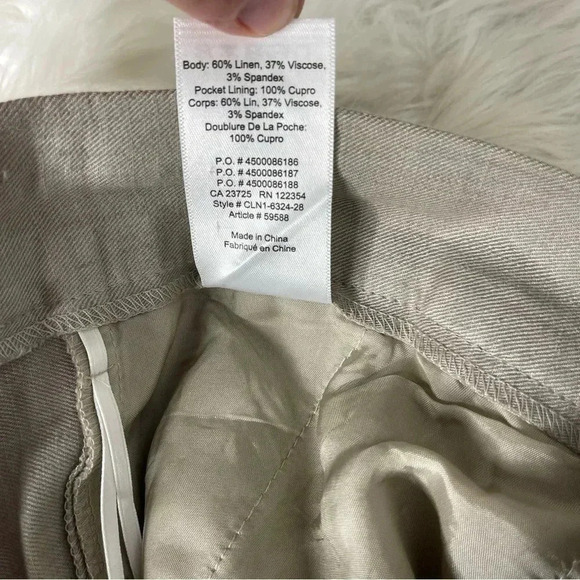 Body: 60% Linen, 37% Viscose,
3% Spandex
Pocket Lining: 100% Cupro
Corps: 60% Lin, 37% Viscose,
3% Spandex
Doublure De La Poche:
100% Cupro
P.O. # 4500086186
P.O. # 4500086187
P.O. # 4500086188
CA 23725 RN 122354
Style # CLN1-6324-28
Article # 59588
Made in China
Fabriqué en Chine